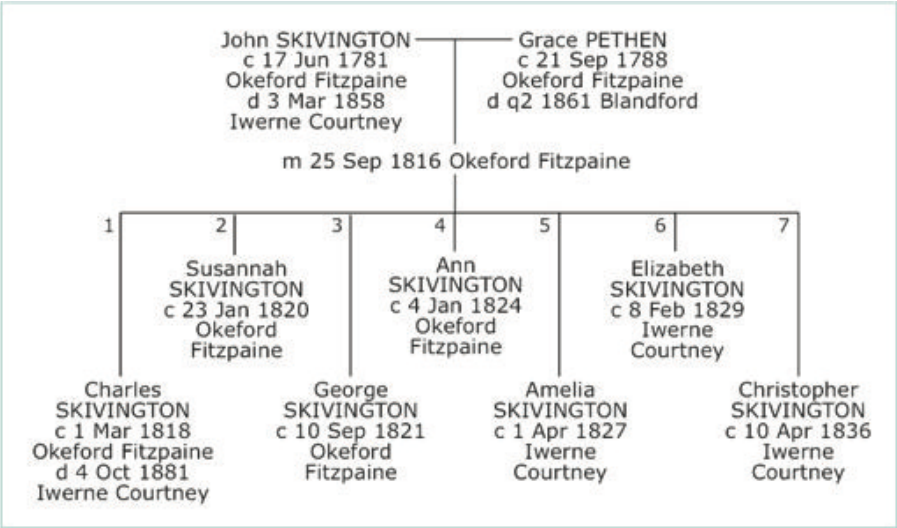 John SKIVINGTON
c 17 Jun 1781
Okeford Fitzpaine
d 3 Mar 1858
Iwerne Courtney
Grace PETHEN
c 21 Sep 1788
Okeford Fitzpaine
d q2 1861 Blandford
m 25 Sep 1816 Okeford Fitzpaine
1
2
3
4
5
6
7
Susannah
SKIVINGTON
c 23 Jan 1820
Okeford
Fitzpaine
Ann
SKIVINGTON
c 4 Jan 1824
Okeford
Fitzpaine
Elizabeth
SKIVINGTON
c 8 Feb 1829
Iwerne
Courtney
Charles
SKIVINGTON
c 1 Mar 1818
Okeford Fitzpaine
d 4 Oct 1881
Iwerne Courtney
George
SKIVINGTON
c 10 Sep 1821
Okeford
Fitzpaine
Amelia
SKIVINGTON
c 1 Apr 1827
Iwerne
Courtney
Christopher
SKIVINGTON
c 10 Apr 1836
Iwerne
Courtney